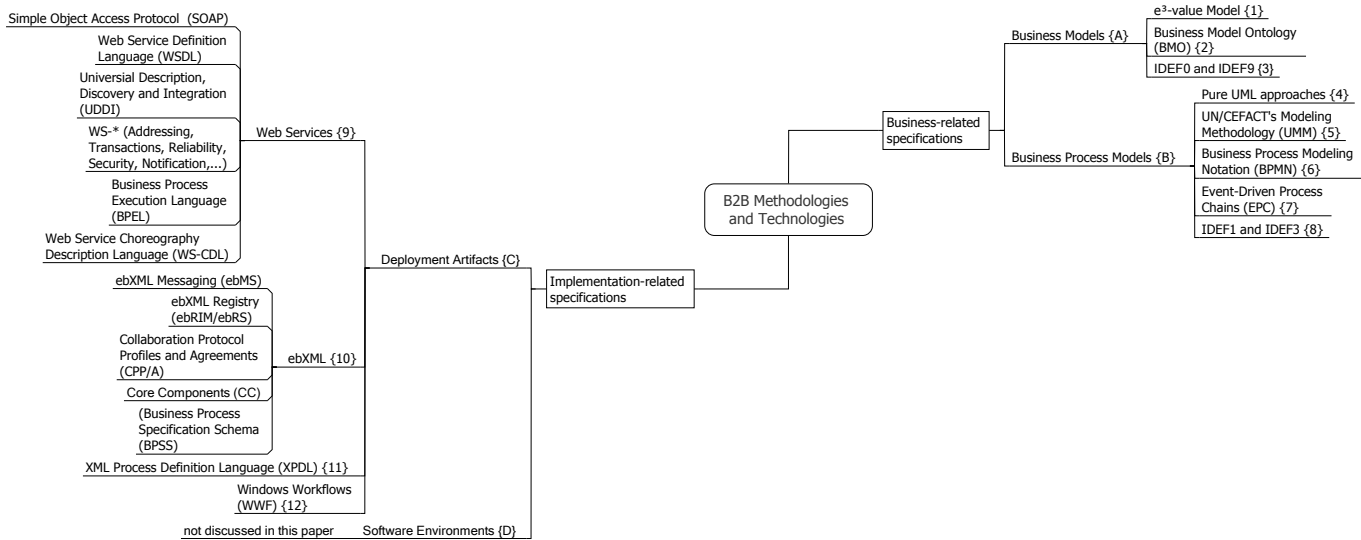 Simple Object Access Protocol (SOAP)
Web Service Definition
Language (WSDL)
Universial Description,
Discovery and Integration
(UDDI)
WS-* (Addressing,
Transactions, Reliability,
Security, Notification,...)
Business Process
Execution Language
(BPEL)
Web Service Choreography
Description Language (WS-CDL)
Web Services {9}
ebXML Messaging (ebMS)
ebXML Registry
(ebRIM/ebRS)
Collaboration Protocol
Profiles and Agreements
(CPP/A)
Core Components (CC)
(Business Process
Specification Schema
(BPSS)
ebXML {10}
XML Process Definition Language (XPDL) {11}
Windows Workflows
(WWF) {12}
Deployment Artifacts {C}
not discussed in this paper
Software Environments {D}
Implementation-related
specifications
B2B Methodologies
and Technologies
Business-related
specifications
Business Models {A}
e³-value Model {1}
Business Model Ontology
(BMO) {2}
IDEF0 and IDEF9 {3}
Business Process Models {B}
Pure UML approaches {4}
UN/CEFACT's Modeling
Methodology (UMM) {5}
Business Process Modeling
Notation (BPMN) {6}
Event-Driven Process
Chains (EPC) {7}
IDEF1 and IDEF3 {8}